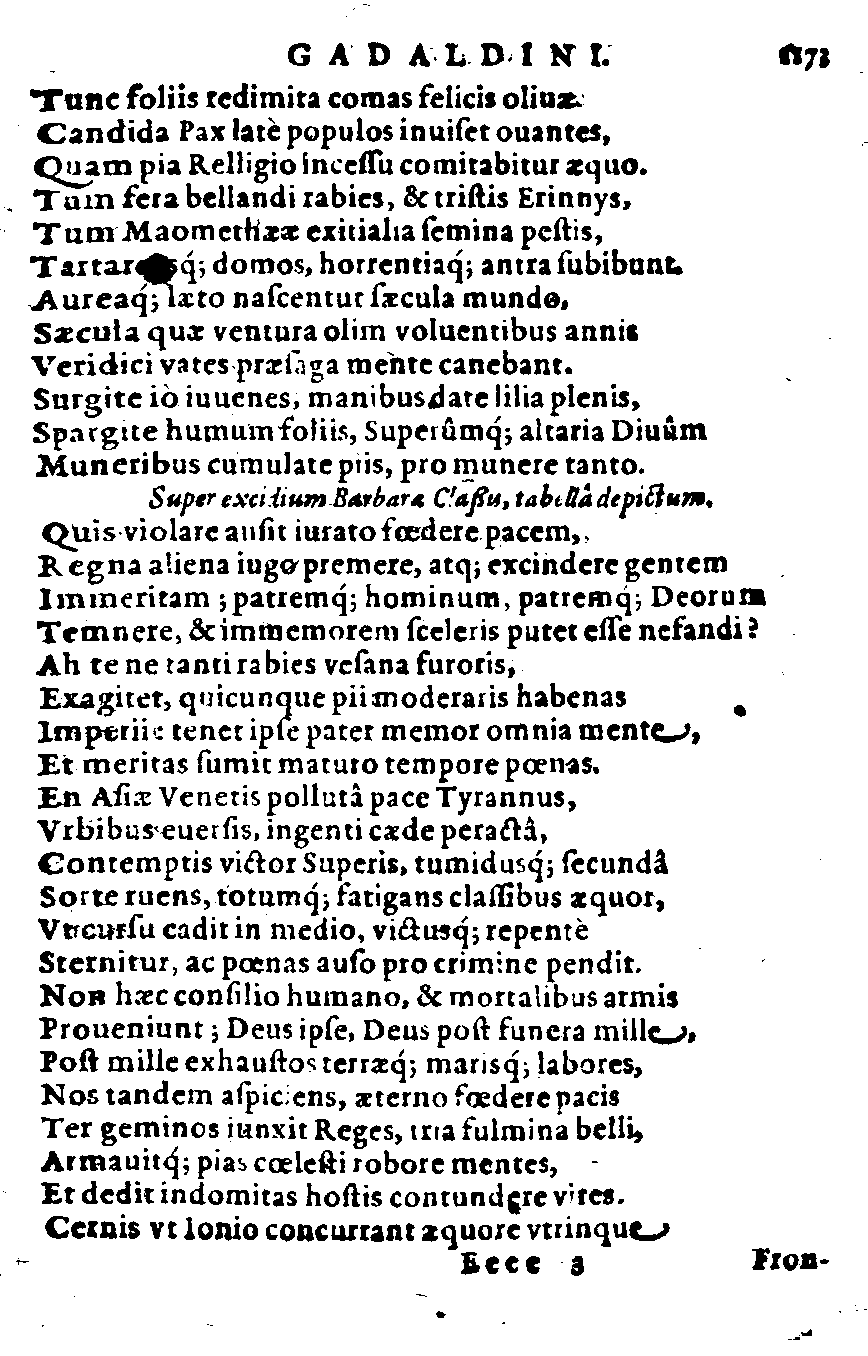 GADALDINI. 1173
Tunc foliis redimita comas felicis oliuæ
Candida Pax latè populos inuiſet ouantes,
Quam pia Relligio inceſſu comitabitur æquo.
Tum fera bellandi rabies, & triſtis Erinnys,
Tum Maomethææ exitialia ſemina peſtis,
domos, horrentiaq́; antra ſubibunt.
Aureaq́; læto naſcentur ſæcula mundo,
Sæcula quæ ventura olim voluentibus annis
Veridici vates præſaga mente canebant.
Surgite iò iuuenes, manibus date lilia plenis,
Spargite humum foliis, Superûmq́; altaria Diuûm
Muneribus cumulate piis, pro munere tanto.
Super excidium Barbaræ Claſſis, tabellâ depictum.
Quis violare auſit iurato fœdere pacem,
Regna aliena iugo premere, atq; excindere gentem
Immeritam ; patremq́; hominum, patremq́; Deorum
Temnere, & immemorem ſceleris putet eſſe nefandi?
Ah te ne tanti rabies veſana furoris,
Exagitet, quicunque pii moderaris habenas
Imperii: tenet ipſe pater memor omnia mente,
Et meritas ſumit maturo tempore pœnas.
En Aſiæ Venetis pollutâ pace Tyrannus,
Vrbibus euerſis, ingenti cæde peractâ,
Contemptis victor Superis, tumidusq́; ſecundâ
Sorte ruens, totumq́; fatigans claſſibus æquor,
Vt curſu cadit in medio, victusq́; repentè
Sternitur, ac pœnas auſo pro crimine pendit.
Non hæc conſilio humano, & mortalibus armis
Proueniunt ; Deus ipſe, Deus poſt funera mille,
Poſt mille exhauſtos terræq́; marisq́; labores,
Nos tandem aſpiciens, æterno fœdere pacis
Ter geminos iunxit Reges, tria fulmina belli,
Armauitq́; pias cœleſti robore mentes,
Et dedit indomitas hoſtis contundere vires.
Cernis vt Ionio concurrant æquore vtrinque
Eeee 3 Fron-